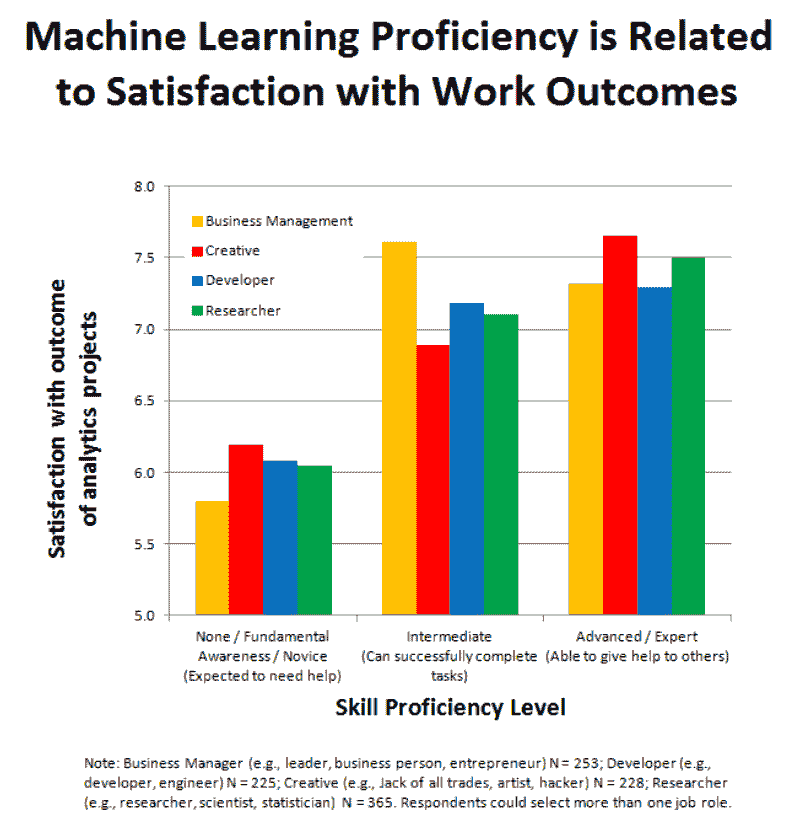 Machine Learning Proficiency is Related
to Satisfaction with Work Outcomes
8.0
7.5
7.0
6.5
6.0
5.5
5.0
Business Management
Creative
Developer
Researcher
Satisfaction with outcome
of analytics projects
None / Fundamental
Awareness / Novice
(Expected to need help)
Intermediate
(Can successfully complete
tasks)
Advanced / Expert
(Able to give help to others)
Skill Proficiency Level
Note: Business Manager (e.g., leader, business person, entrepreneur) N = 253; Developer (e.g.,
developer, engineer) N = 225; Creative (e.g., Jack of all trades, artist, hacker) N = 228; Researcher
(e.g., researcher, scientist, statistician) N = 365. Respondents could select more than one job role.